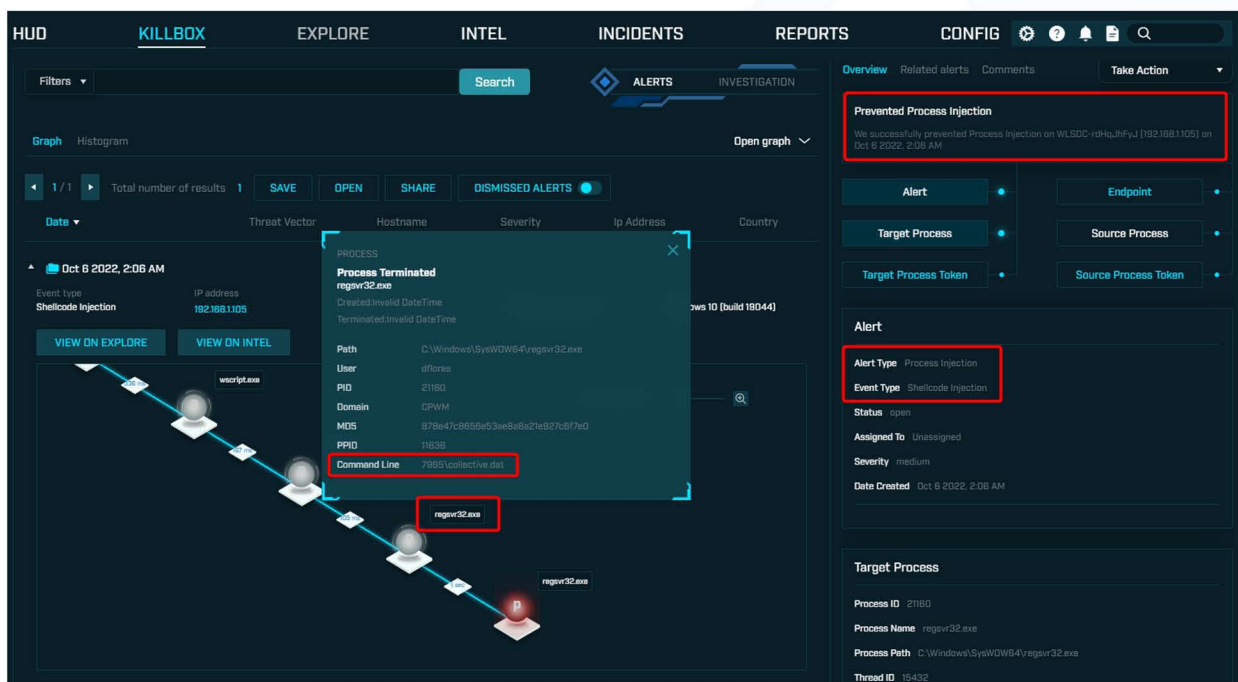 HUD KILLBOX EXPLORE INTEL INCIDENTS REPORTS CONFIG
Filters Search ALERTS INVESTIGATION
Graph Histogram Open graph
1/1 Total number of results 1 SAVE OPEN SHARE DISMISSED ALERTS
Date Threat Vector Hostname Severity Ip Address Country
Oct 6 2022, 2:06 AM
Event type IP address
Shellcode Injection 192.168.1.105 ows 10 (build 19044)
VIEW ON EXPLORE VIEW ON INTEL
336 ms wscript.exe
regsvr32.exe
1 sec regsvr32.exe
P
PROCESS
Process Terminated
regsvr32.exe
Created:Invalid DateTime
Terminated:Invalid DateTime
Path C:\Windows\SysWOW64\regsvr32.exe
User dflores
PID 21160
Domain CPWM
MD5
PPID 11636
Command Line 7965\collective.dat
Overview Related alerts Comments Take Action
Prevented Process Injection
We successfully prevented Process Injection on WLSDC-rdHqJhFyJ (192.168.1.105) on
Oct 6 2022, 2:06 AM
Alert Endpoint
Target Process Source Process
Target Process Token Source Process Token
Alert
Alert Type Process Injection
Event Type Shellcode Injection
Status open
Assigned To Unassigned
Severity medium
Date Created Oct 6 2022, 2:06 AM
Target Process
Process ID 21160
Process Name regsvr32.exe
Process Path C:\Windows\SysWOW64\regsvr32.exe
Thread ID 15432